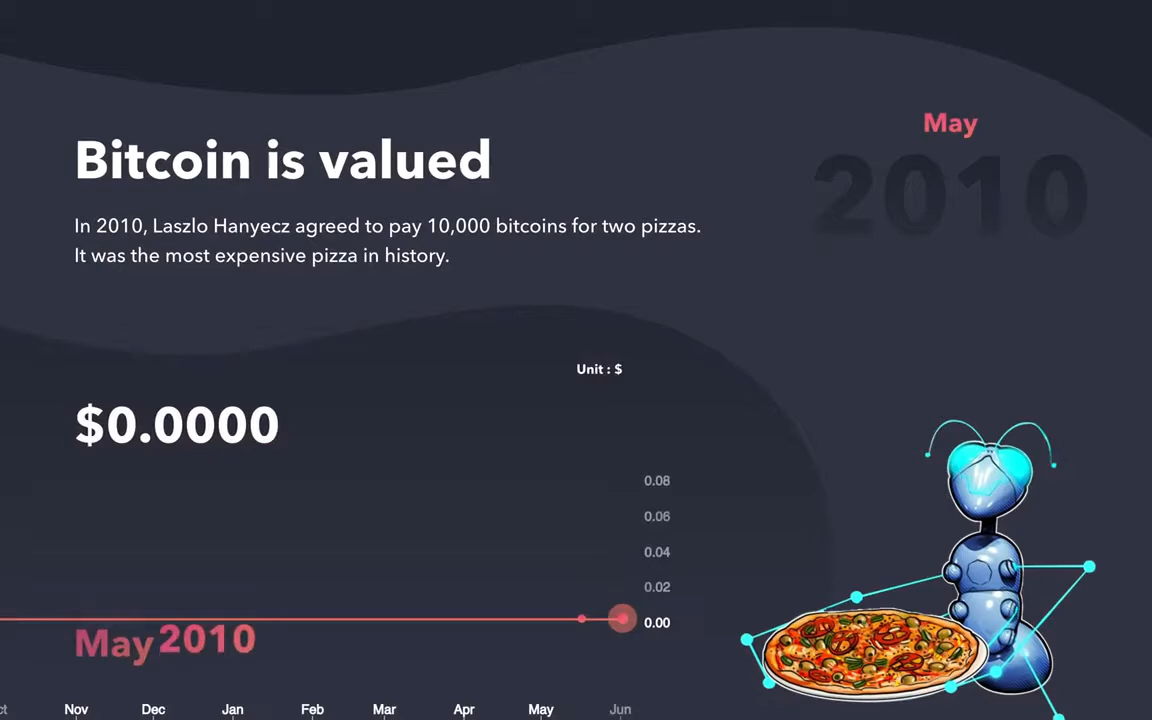 May
2010
Bitcoin is valued
In 2010, Laszlo Hanyecz agreed to pay 10,000 bitcoins for two pizzas.
It was the most expensive pizza in history.
Unit : $
$0.0000
0.08
0.06
0.04
0.02
0.00
May 2010
ct Nov Dec Jan Feb Mar Apr May Jun